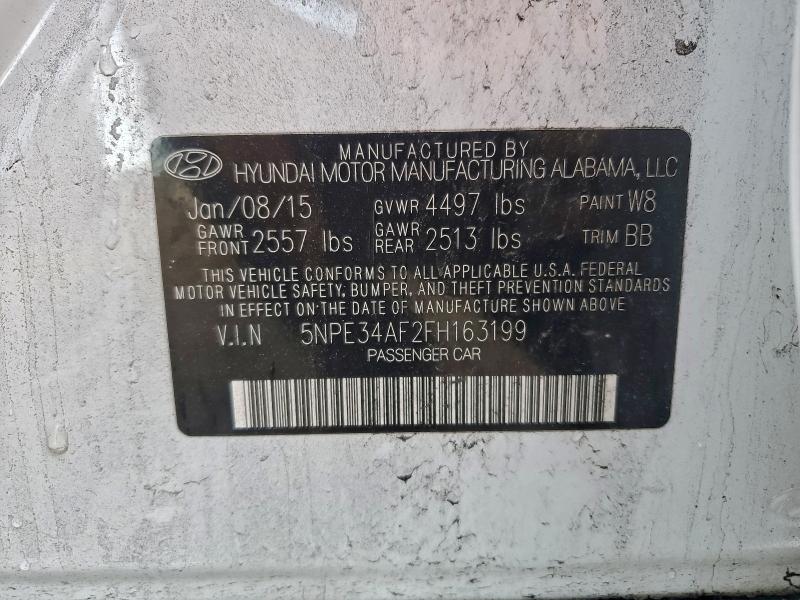 MANUFACTURED BY
HYUNDAI MOTOR MANUFACTURING ALABAMA, LLC
Jan/08/15 GVWR 4497 lbs PAINT W8
GAWR FRONT 2557 lbs GAWR REAR 2513 lbs TRIM BB
THIS VEHICLE CONFORMS TO ALL APPLICABLE U.S.A. FEDERAL
MOTOR VEHICLE SAFETY, BUMPER, AND THEFT PREVENTION STANDARDS
IN EFFECT ON THE DATE OF MANUFACTURE SHOWN ABOVE
V.I.N 5NPE34AF2FH163199
PASSENGER CAR